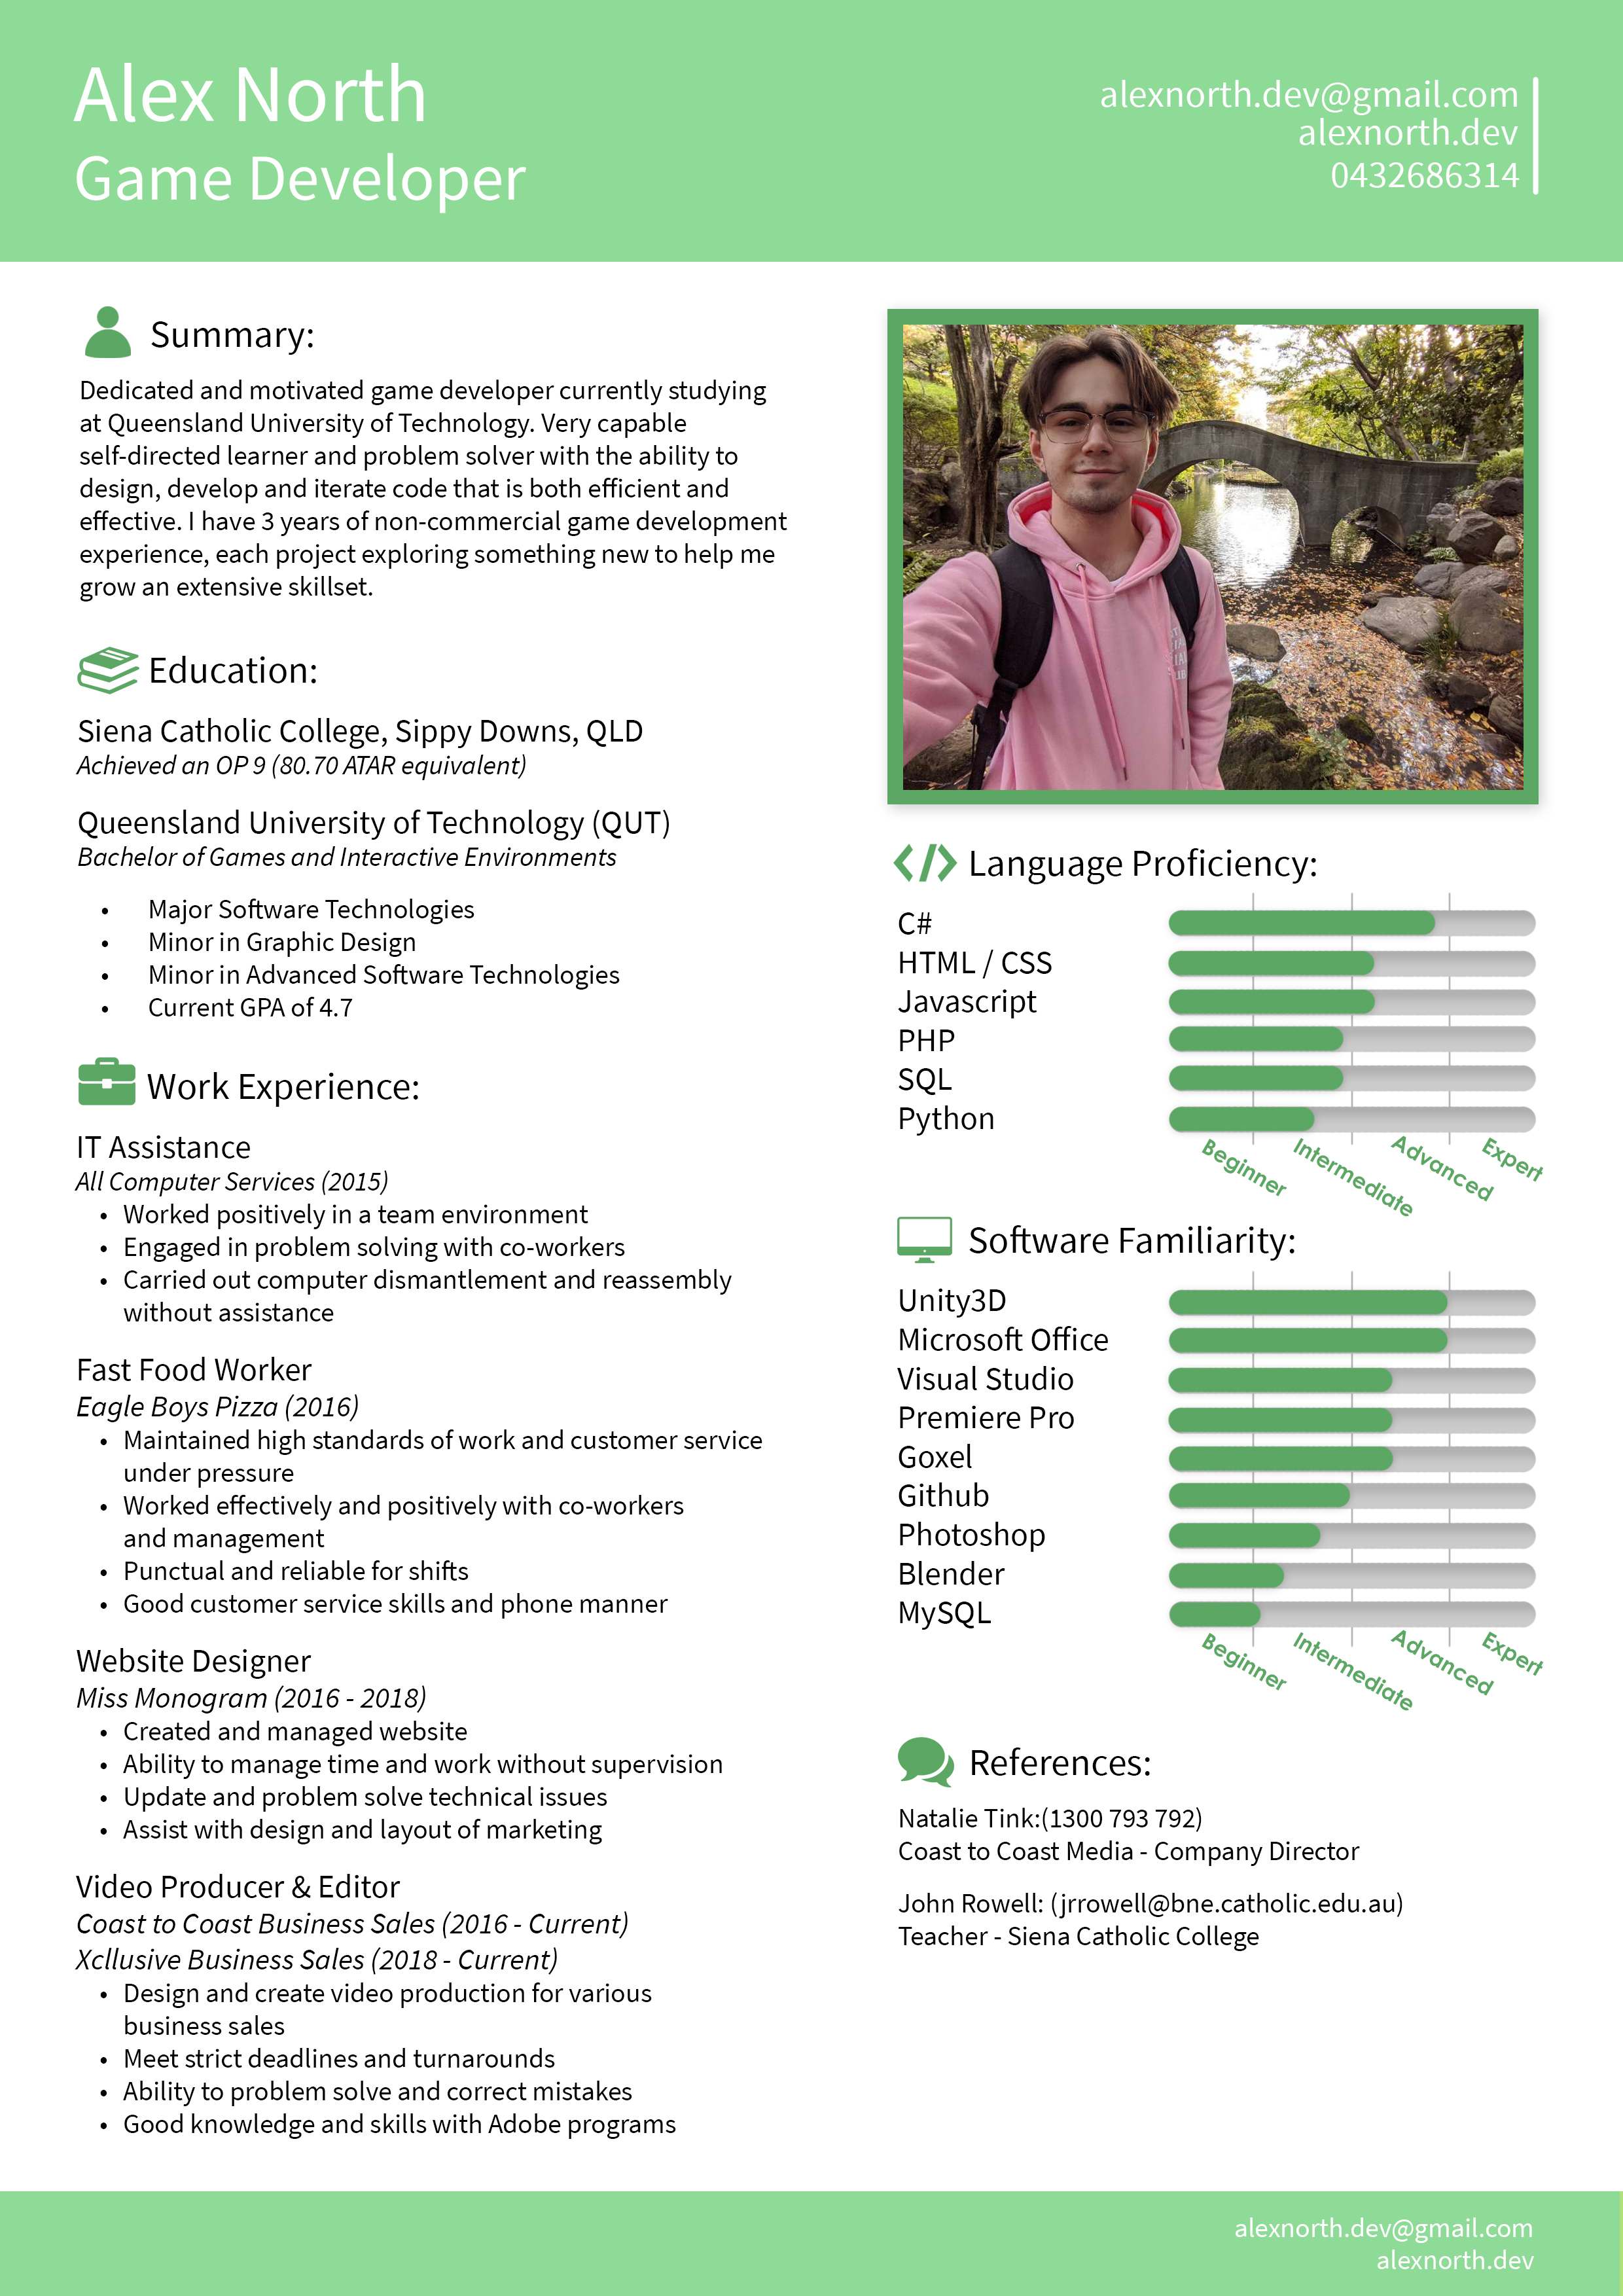 Alex North
Game Developer
alexnorth.dev@gmail.com
alexnorth.dev
0432686314
Summary:
Dedicated and motivated game developer currently studying
at Queensland University of Technology. Very capable
self-directed learner and problem solver with the ability to
design, develop and iterate code that is both efficient and
effective. I have 3 years of non-commercial game development
experience, each project exploring something new to help me
grow an extensive skillset.
Education:
Siena Catholic College, Sippy Downs, QLD
Achieved an OP 9 (80.70 ATAR equivalent)
Queensland University of Technology (QUT)
Bachelor of Games and Interactive Environments
• Major Software Technologies
• Minor in Graphic Design
• Minor in Advanced Software Technologies
• Current GPA of 4.7
Work Experience:
IT Assistance
All Computer Services (2015)
• Worked positively in a team environment
• Engaged in problem solving with co-workers
• Carried out computer dismantlement and reassembly
without assistance
Fast Food Worker
Eagle Boys Pizza (2016)
• Maintained high standards of work and customer service
under pressure
• Worked effectively and positively with co-workers
and management
• Punctual and reliable for shifts
• Good customer service skills and phone manner
Website Designer
Miss Monogram (2016 - 2018)
• Created and managed website
• Ability to manage time and work without supervision
• Update and problem solve technical issues
• Assist with design and layout of marketing
Video Producer & Editor
Coast to Coast Business Sales (2016 - Current)
Xcllusive Business Sales (2018 - Current)
• Design and create video production for various
business sales
• Meet strict deadlines and turnarounds
• Ability to problem solve and correct mistakes
• Good knowledge and skills with Adobe programs
Language Proficiency:
C#
HTML / CSS
Javascript
PHP
SQL
Python
Beginner Intermediate Advanced Expert
Software Familiarity:
Unity3D
Microsoft Office
Visual Studio
Premiere Pro
Goxel
Github
Photoshop
Blender
MySQL
Beginner Intermediate Advanced Expert
References:
Natalie Tink:(1300 793 792)
Coast to Coast Media - Company Director
John Rowell: (jrrowell@bne.catholic.edu.au)
Teacher - Siena Catholic College
alexnorth.dev@gmail.com
alexnorth.dev